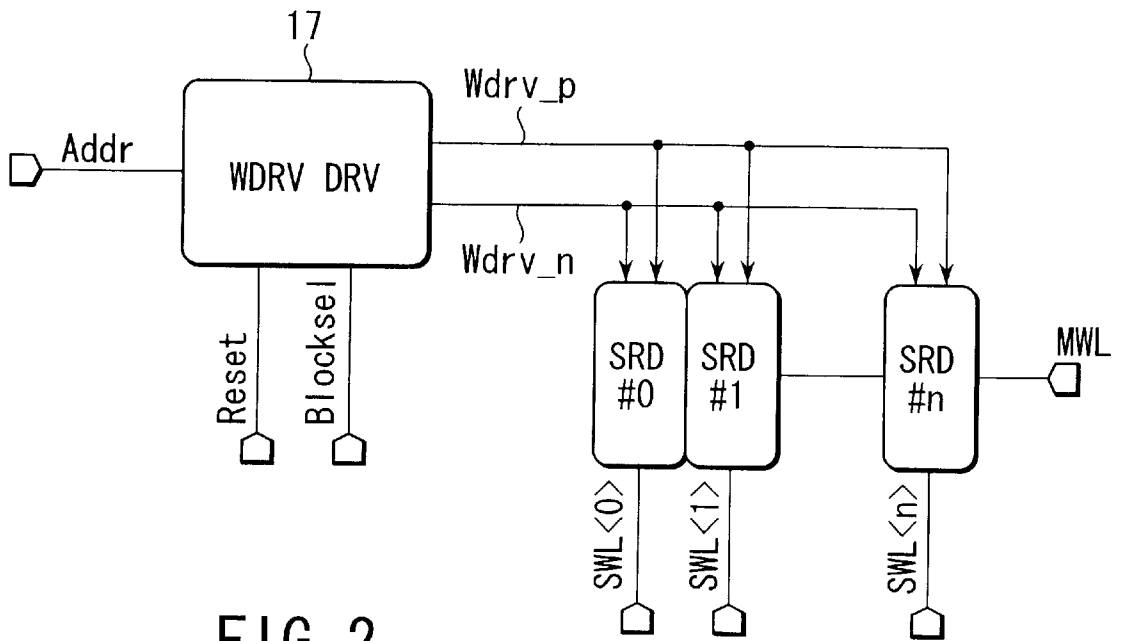 17
Wdrv_p
Addr
WDRV DRV
Wdrv_n
Reset
Blocksel
SRD
#0
SRD
#1
SRD
#n
MWL
SWL<0>
SWL<1>
SWL<n>
FIG. 2